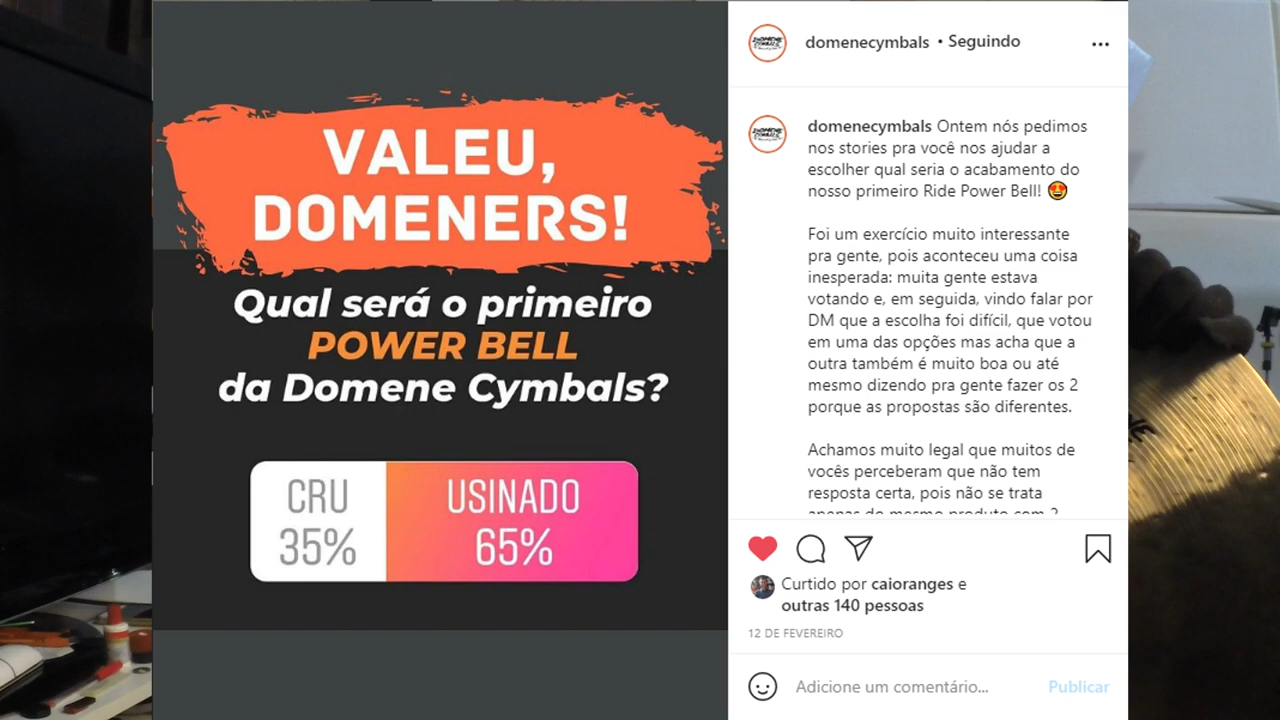 VALEU,
DOMENERS!
Qual será o primeiro
POWER BELL
da Domene Cymbals?
CRU
35%
USINADO
65%
domenecymbals • Seguindo
domenecymbals Ontem nós pedimos
nos stories pra você nos ajudar a
escolher qual seria o acabamento do
nosso primeiro Ride Power Bell! 😍
Foi um exercício muito interessante
pra gente, pois aconteceu uma coisa
inesperada: muita gente estava
votando e, em seguida, vindo falar por
DM que a escolha foi difícil, que votou
em uma das opções mas acha que a
outra também é muito boa ou até
mesmo dizendo pra gente fazer os 2
porque as propostas são diferentes.
Achamos muito legal que muitos de
vocês perceberam que não tem
resposta certa, pois não se trata
apenas do mesmo produto com 2
Curtido por caioranges e
outras 140 pessoas
12 DE FEVEREIRO
Adicione um comentário...
Publicar